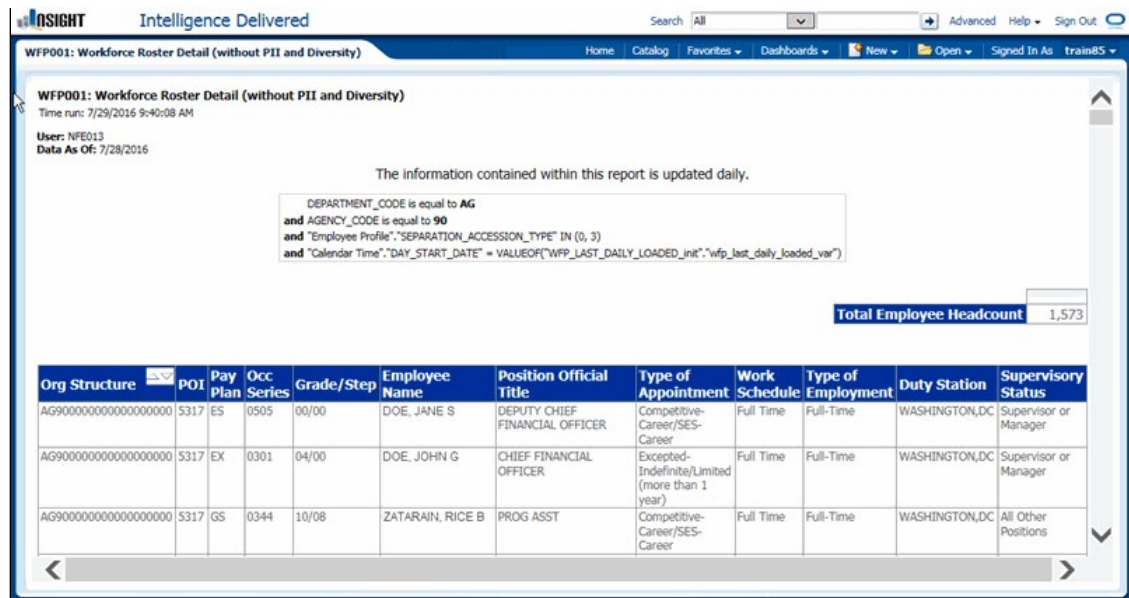 INSIGHT Intelligence Delivered Search All Advanced Help Sign Out
WFP001: Workforce Roster Detail (without PII and Diversity) Home Catalog Favorites Dashboards New Open Signed In As train85
WFP001: Workforce Roster Detail (without PII and Diversity)
Time run: 7/29/2016 9:40:08 AM
User: NFE013
Data As Of: 7/28/2016
The information contained within this report is updated daily.
DEPARTMENT_CODE is equal to AG
and AGENCY_CODE is equal to 90
and "Employee Profile"."SEPARATION_ACCESSION_TYPE" IN (0, 3)
and "Calendar Time"."DAY_START_DATE" = VALUEOF("WFP_LAST_DAILY_LOADED_init"."wfp_last_daily_loaded_var")
Total Employee Headcount 1,573
Org Structure POI Pay Plan Occ Series Grade/Step Employee Name Position Official Title Type of Appointment Work Schedule Type of Employment Duty Station Supervisory Status
AG900000000000000000 5317 ES 0505 00/00 DOE, JANE S DEPUTY CHIEF FINANCIAL OFFICER Competitive-Career/SES-Career Full Time Full-Time WASHINGTON,DC Supervisor or Manager
AG900000000000000000 5317 EX 0301 04/00 DOE, JOHN G CHIEF FINANCIAL OFFICER Excepted-Indefinite/Limited (more than 1 year) Full Time Full-Time WASHINGTON,DC Supervisor or Manager
AG900000000000000000 5317 GS 0344 10/08 ZATARAIN, RICE B PROG ASST Competitive-Career/SES-Career Full Time Full-Time WASHINGTON,DC All Other Positions